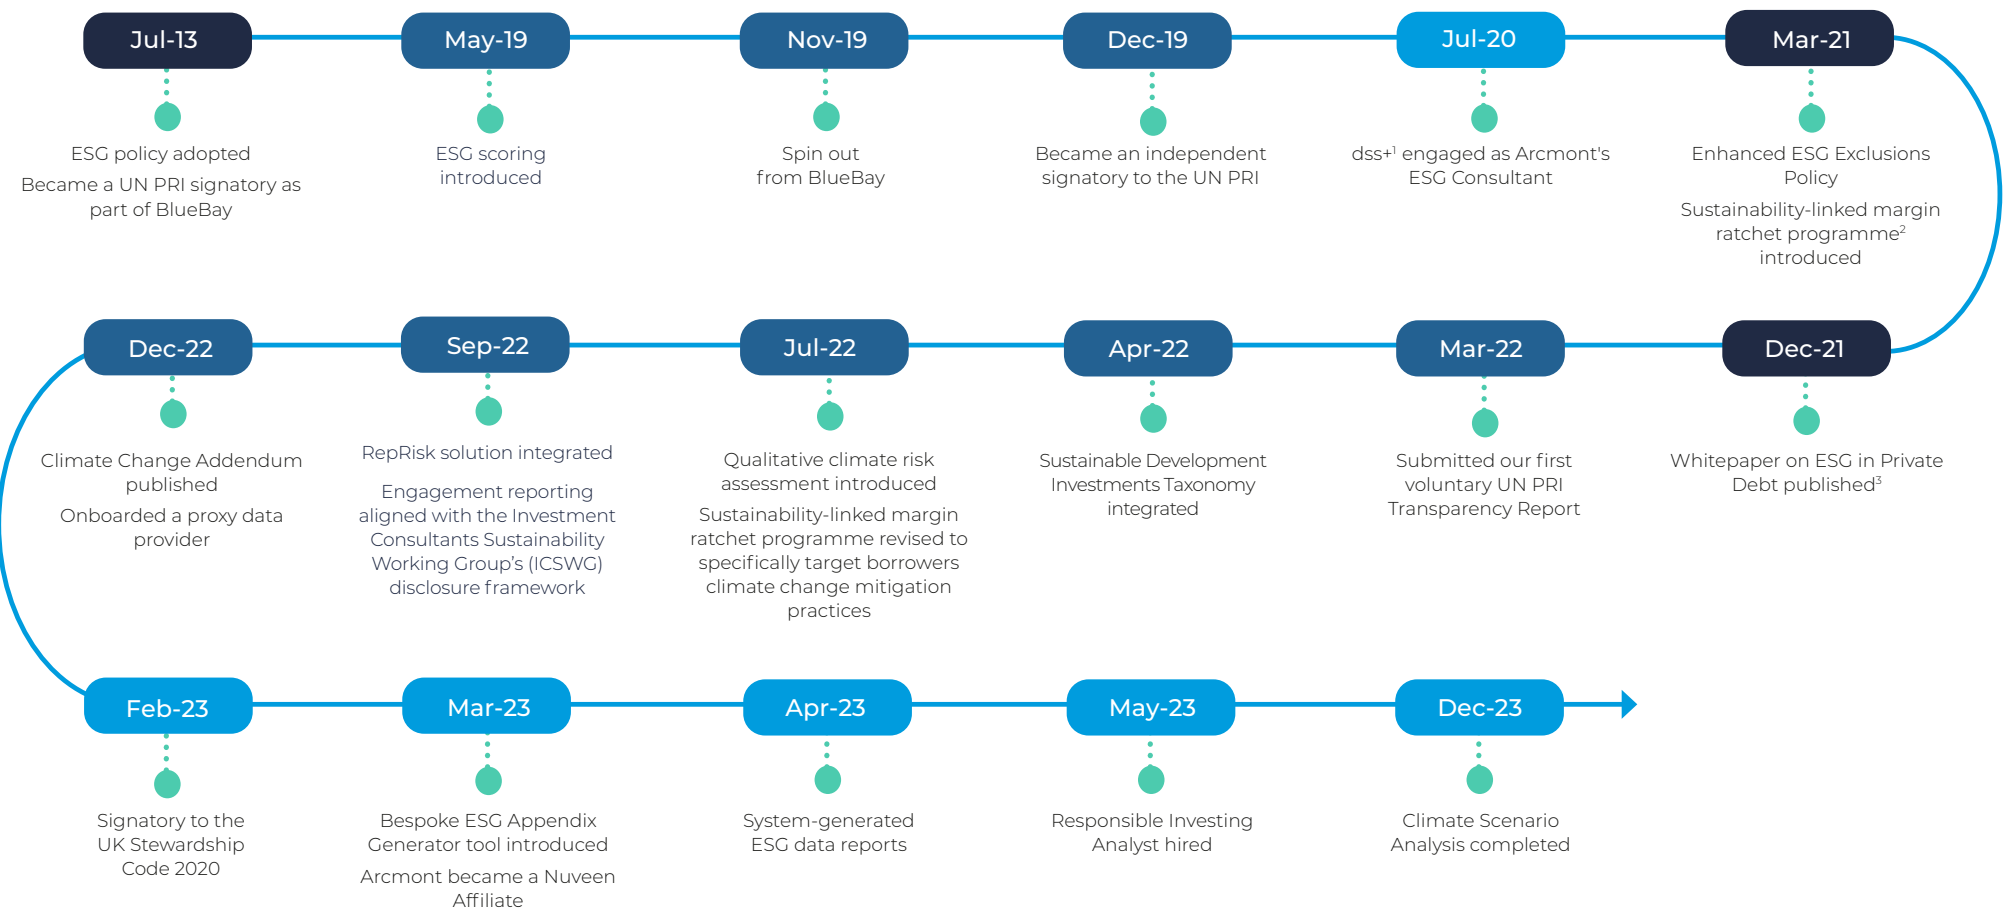 Jul-13
ESG policy adopted
Became a UN PRI signatory as
part of BlueBay
May-19
ESG scoring
introduced
Nov-19
Spin out
from BlueBay
Dec-19
Became an independent
signatory to the UN PRI
Jul-20
dss+¹ engaged as Arcmont's
ESG Consultant
Mar-21
Enhanced ESG Exclusions
Policy
Sustainability-linked margin
ratchet programme²
introduced
Dec-21
Whitepaper on ESG in Private
Debt published³
Mar-22
Submitted our first
voluntary UN PRI
Transparency Report
Apr-22
Sustainable Development
Investments Taxonomy
integrated
Jul-22
Qualitative climate risk
assessment introduced
Sustainability-linked margin
ratchet programme revised to
specifically target borrowers
climate change mitigation
practices
Sep-22
RepRisk solution integrated
Engagement reporting
aligned with the Investment
Consultants Sustainability
Working Group’s (ICSWG)
disclosure framework
Dec-22
Climate Change Addendum
published
Onboarded a proxy data
provider
Feb-23
Signatory to the
UK Stewardship
Code 2020
Mar-23
Bespoke ESG Appendix
Generator tool introduced
Arcmont became a Nuveen
Affiliate
Apr-23
System-generated
ESG data reports
May-23
Responsible Investing
Analyst hired
Dec-23
Climate Scenario
Analysis completed